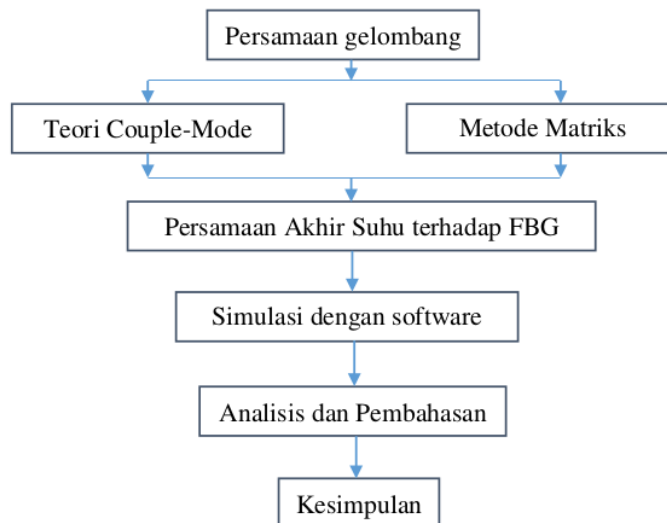 Persamaan gelombang
Teori Couple-Mode
Metode Matriks
Persamaan Akhir Suhu terhadap FBG
Simulasi dengan software
Analisis dan Pembahasan
Kesimpulan